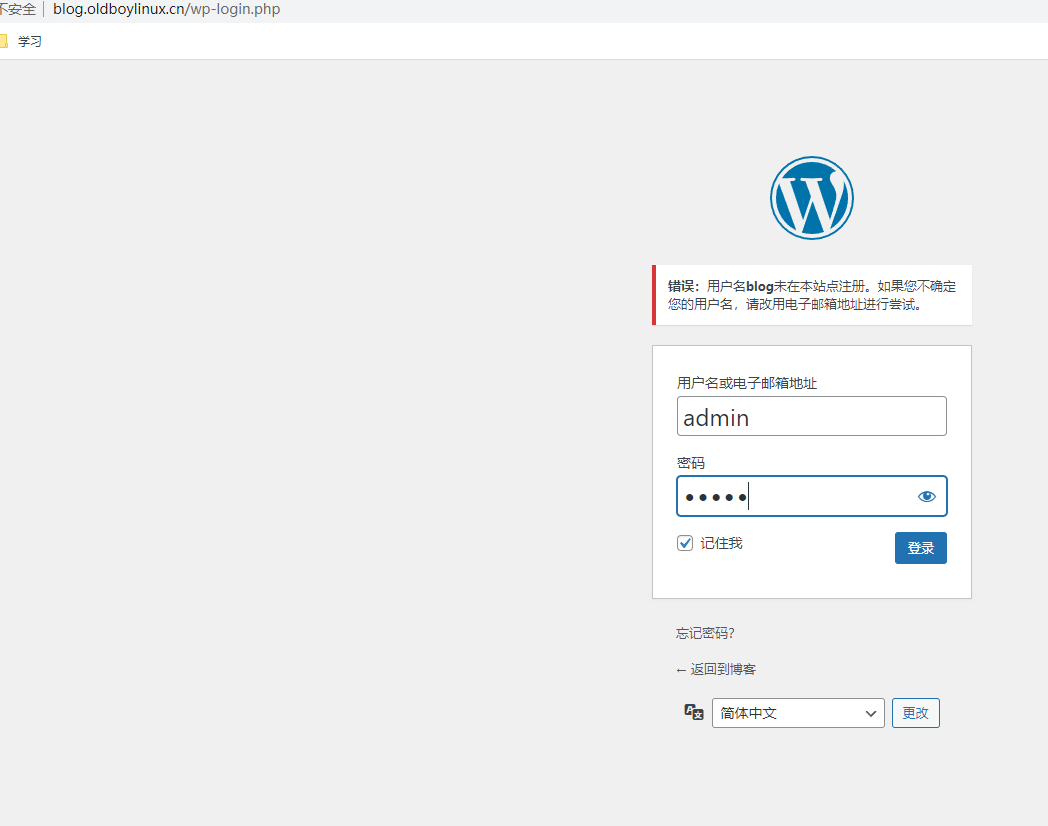 不安全 | blog.oldboylinux.cn/wp-login.php
学习
错误：用户名blog未在本站点注册。如果您不确定
您的用户名，请改用电子邮箱地址进行尝试。
用户名或电子邮箱地址
admin
密码
•••••
记住我
登录
忘记密码？
← 返回到博客
简体中文
更改